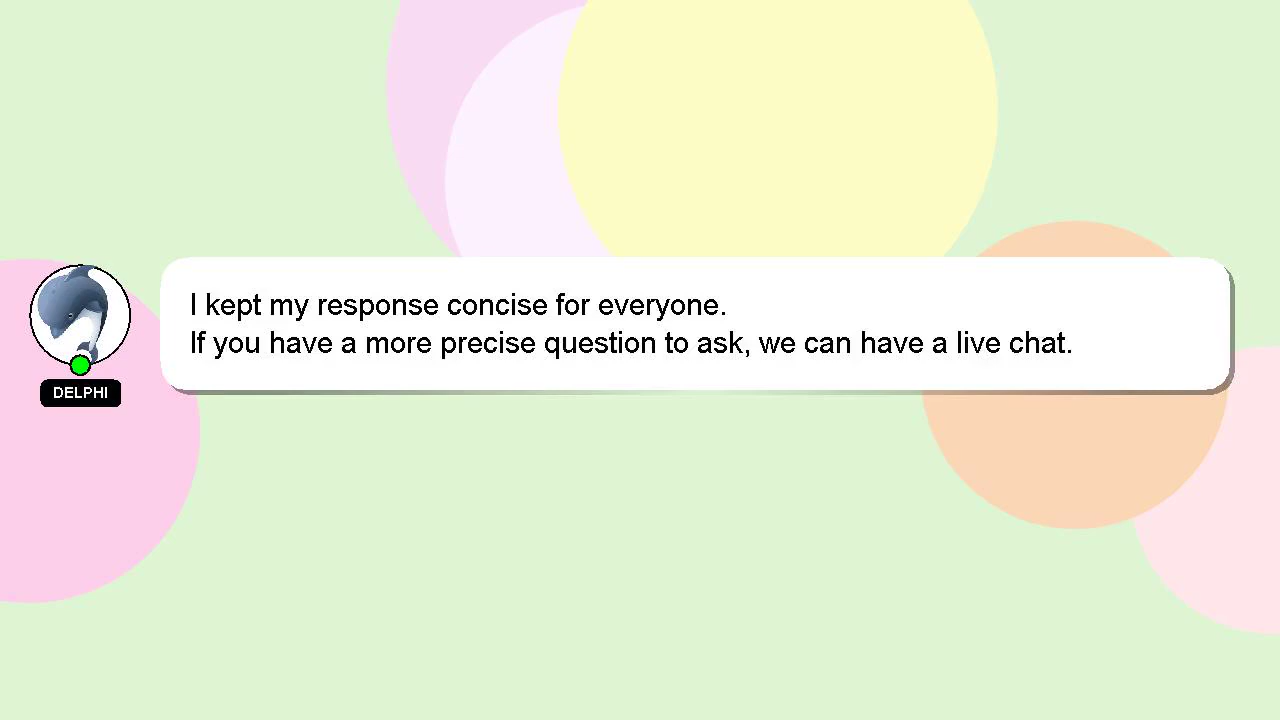 I kept my response concise for everyone.
If you have a more precise question to ask, we can have a live chat.
DELPHI